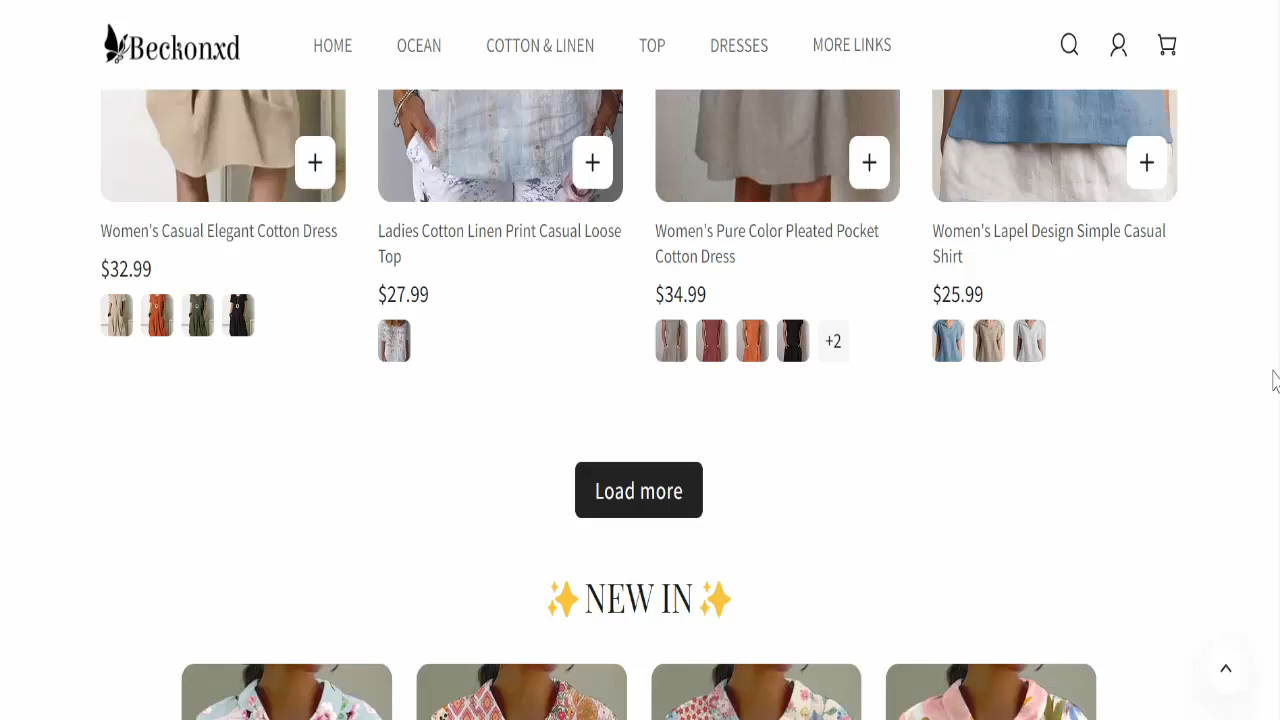 Beckonxd
HOME
OCEAN
COTTON & LINEN
TOP
DRESSES
MORE LINKS
Women's Casual Elegant Cotton Dress
$32.99
Ladies Cotton Linen Print Casual Loose
Top
$27.99
Women's Pure Color Pleated Pocket
Cotton Dress
$34.99
+2
Women's Lapel Design Simple Casual
Shirt
$25.99
Load more
✨ NEW IN ✨